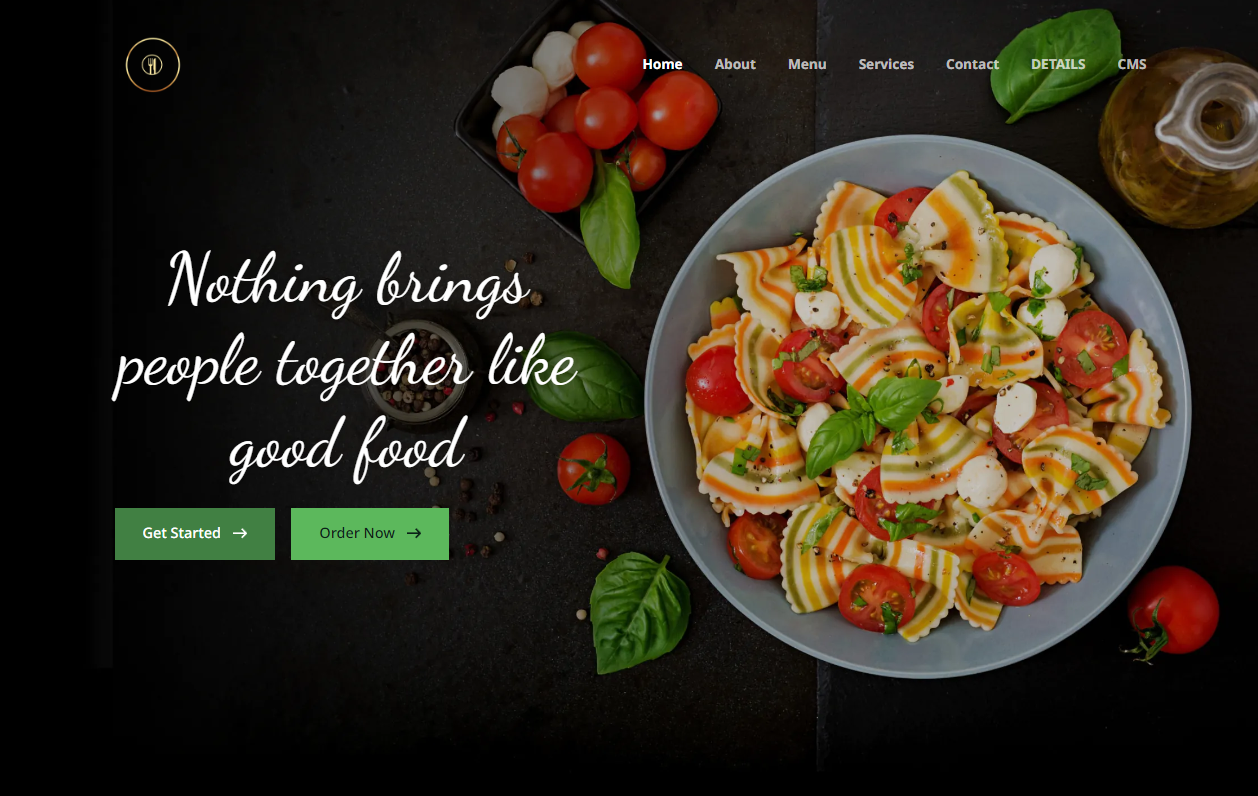 Home About Menu Services Contact DETAILS CMS
Nothing brings
people together like
good food
Get Started → Order Now →